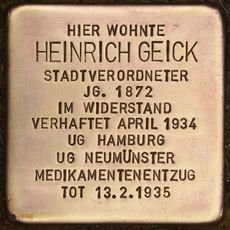 HIER WOHNTE
HEINRICH GEICK
STADTVERORDNETER
JG. 1872
IM WIDERSTAND
VERHAFTET APRIL 1934
UG HAMBURG
UG NEUMÜNSTER
MEDIKAMENTENENTZUG
TOT 13.2.1935